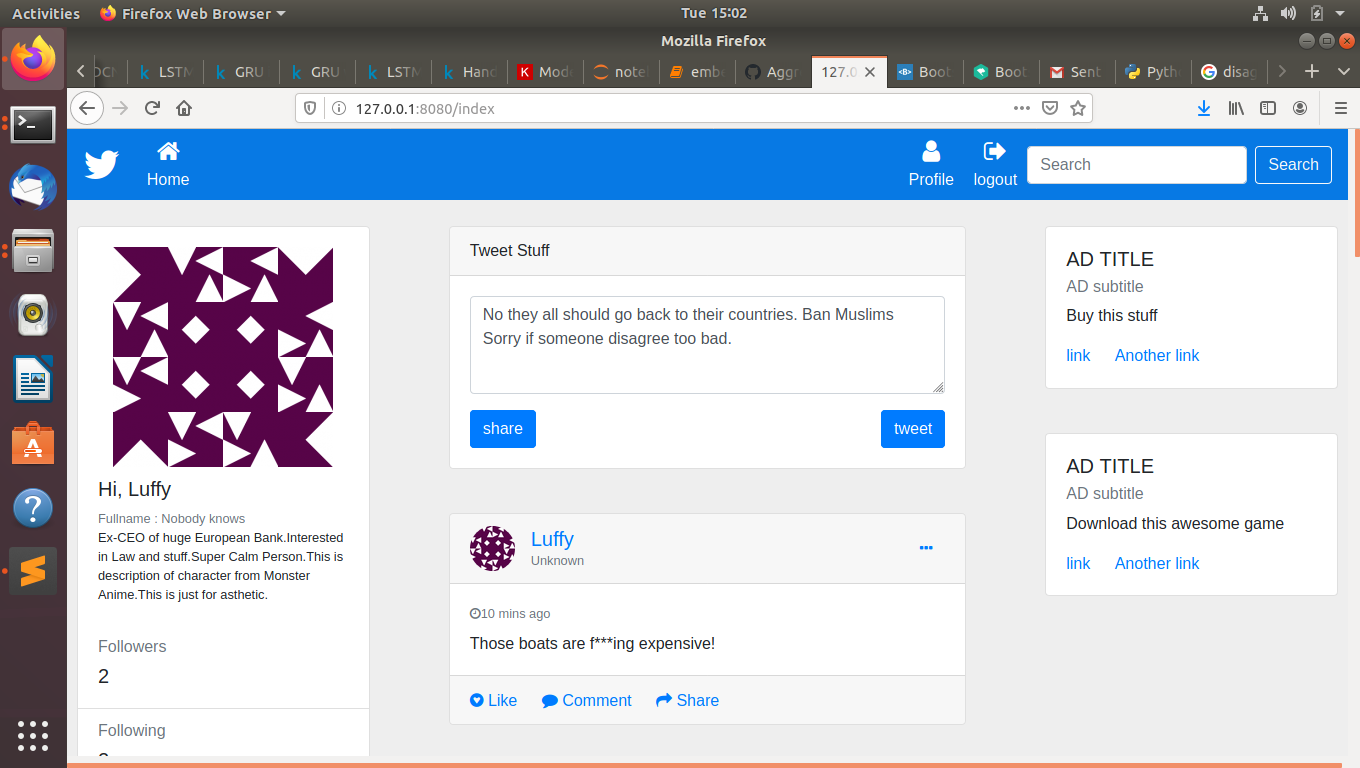 Activities Firefox Web Browser Tue 15:02
Mozilla Firefox
LSTM GRU GRU LSTM Hand Mode note emb Aggr 127.0 Boot Boot Sent Pyth disag
127.0.0.1:8080/index
Home Profile logout Search Search
Tweet Stuff
No they all should go back to their countries. Ban Muslims
Sorry if someone disagree too bad.
share tweet
Hi, Luffy
Fullname : Nobody knows
Ex-CEO of huge European Bank.Interested
in Law and stuff.Super Calm Person.This is
description of character from Monster
Anime.This is just for asthetic.
Followers
2
Following
Luffy
Unknown
10 mins ago
Those boats are f***ing expensive!
Like Comment Share
AD TITLE
AD subtitle
Buy this stuff
link Another link
AD TITLE
AD subtitle
Download this awesome game
link Another link